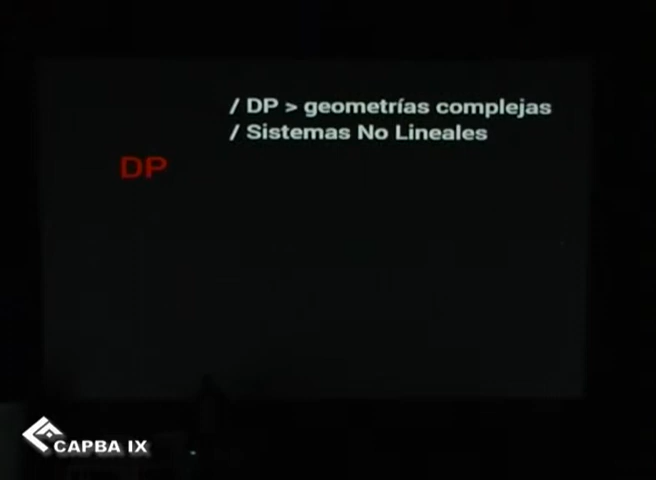 / DP > geometrías complejas
/ Sistemas No Lineales
DP
CAPBA IX